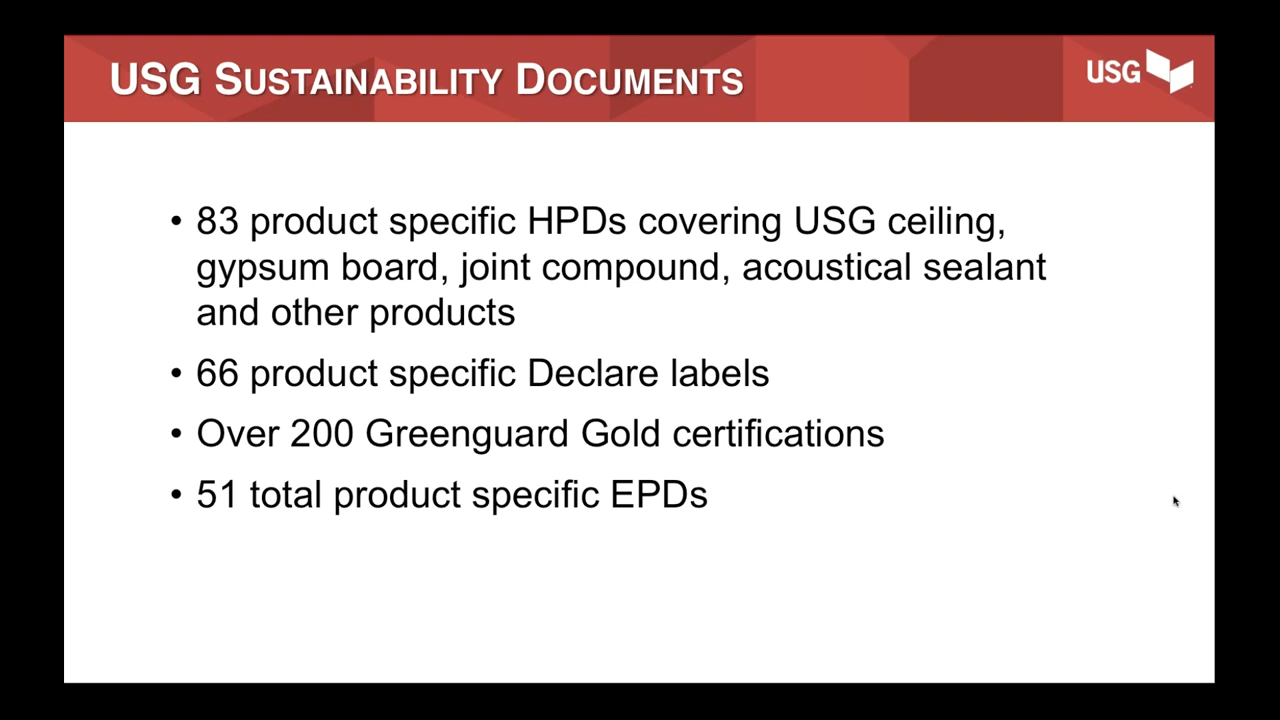 USG SUSTAINABILITY DOCUMENTS
USG
• 83 product specific HPDs covering USG ceiling,
gypsum board, joint compound, acoustical sealant
and other products
• 66 product specific Declare labels
• Over 200 Greenguard Gold certifications
• 51 total product specific EPDs